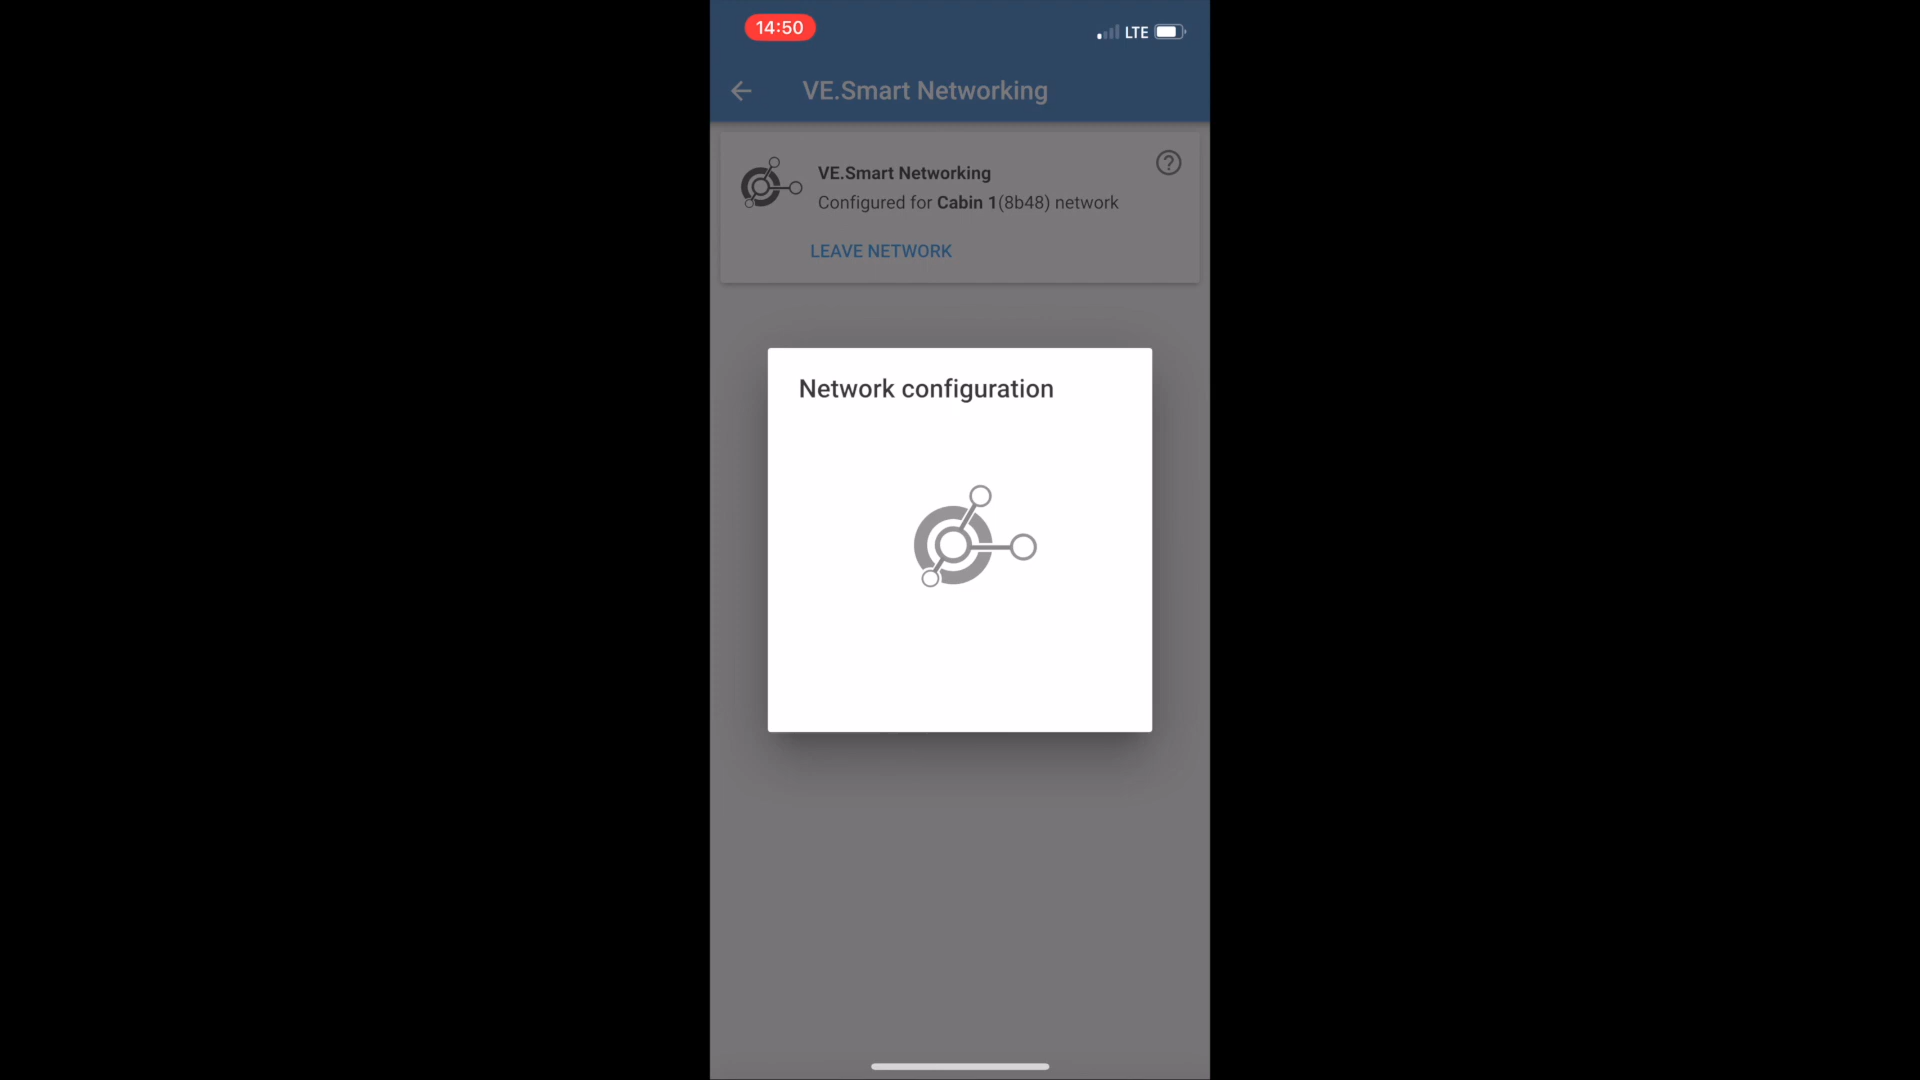 14:50
LTE
VE.Smart Networking
VE.Smart Networking
Configured for Cabin 1(8b48) network
LEAVE NETWORK
Network configuration